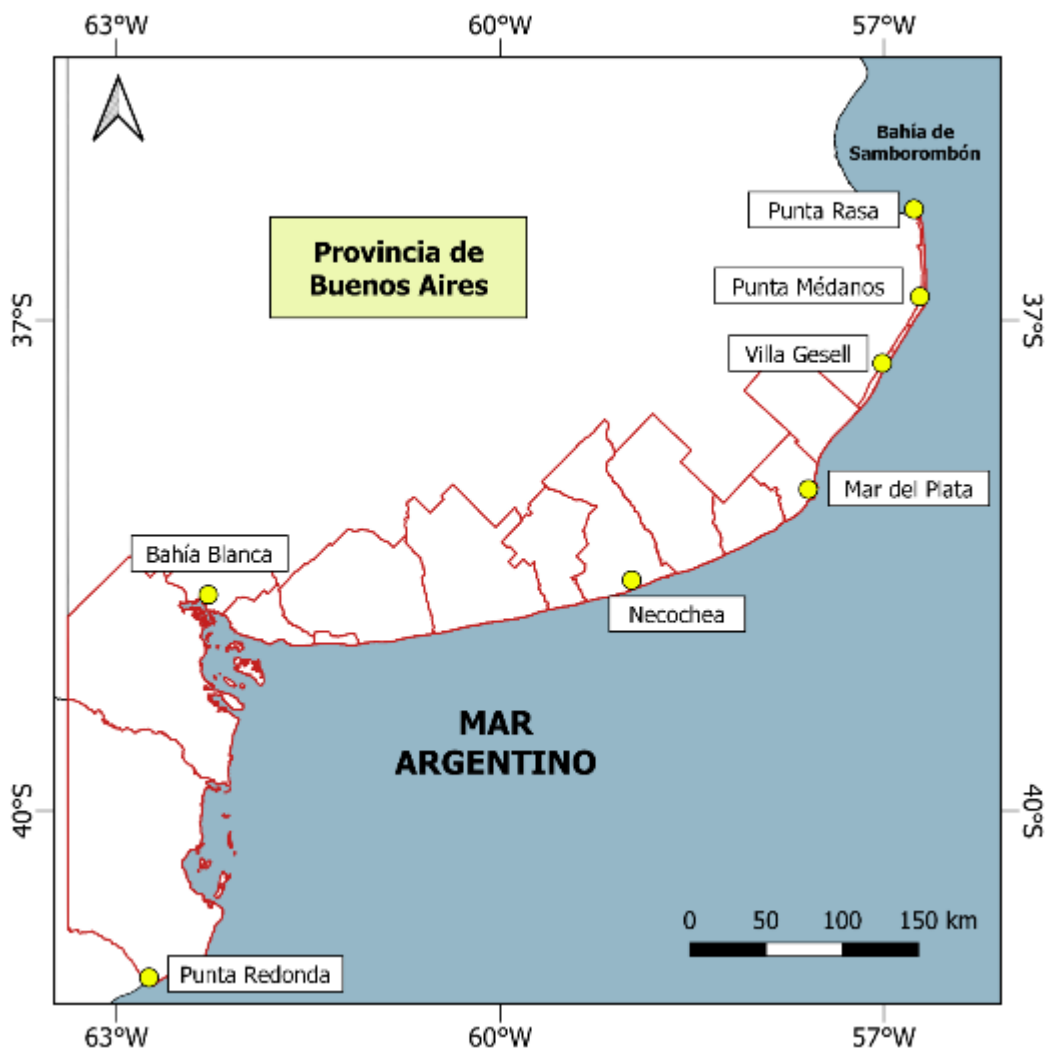 63°W 60°W 57°W
Bahía de
Samborombón
Punta Rasa
Provincia de
Buenos Aires
Punta Médanos
37°S 37°S
Villa Gesell
Mar del Plata
Bahía Blanca
Necochea
MAR
ARGENTINO
40°S 40°S
0 50 100 150 km
Punta Redonda
63°W 60°W 57°W